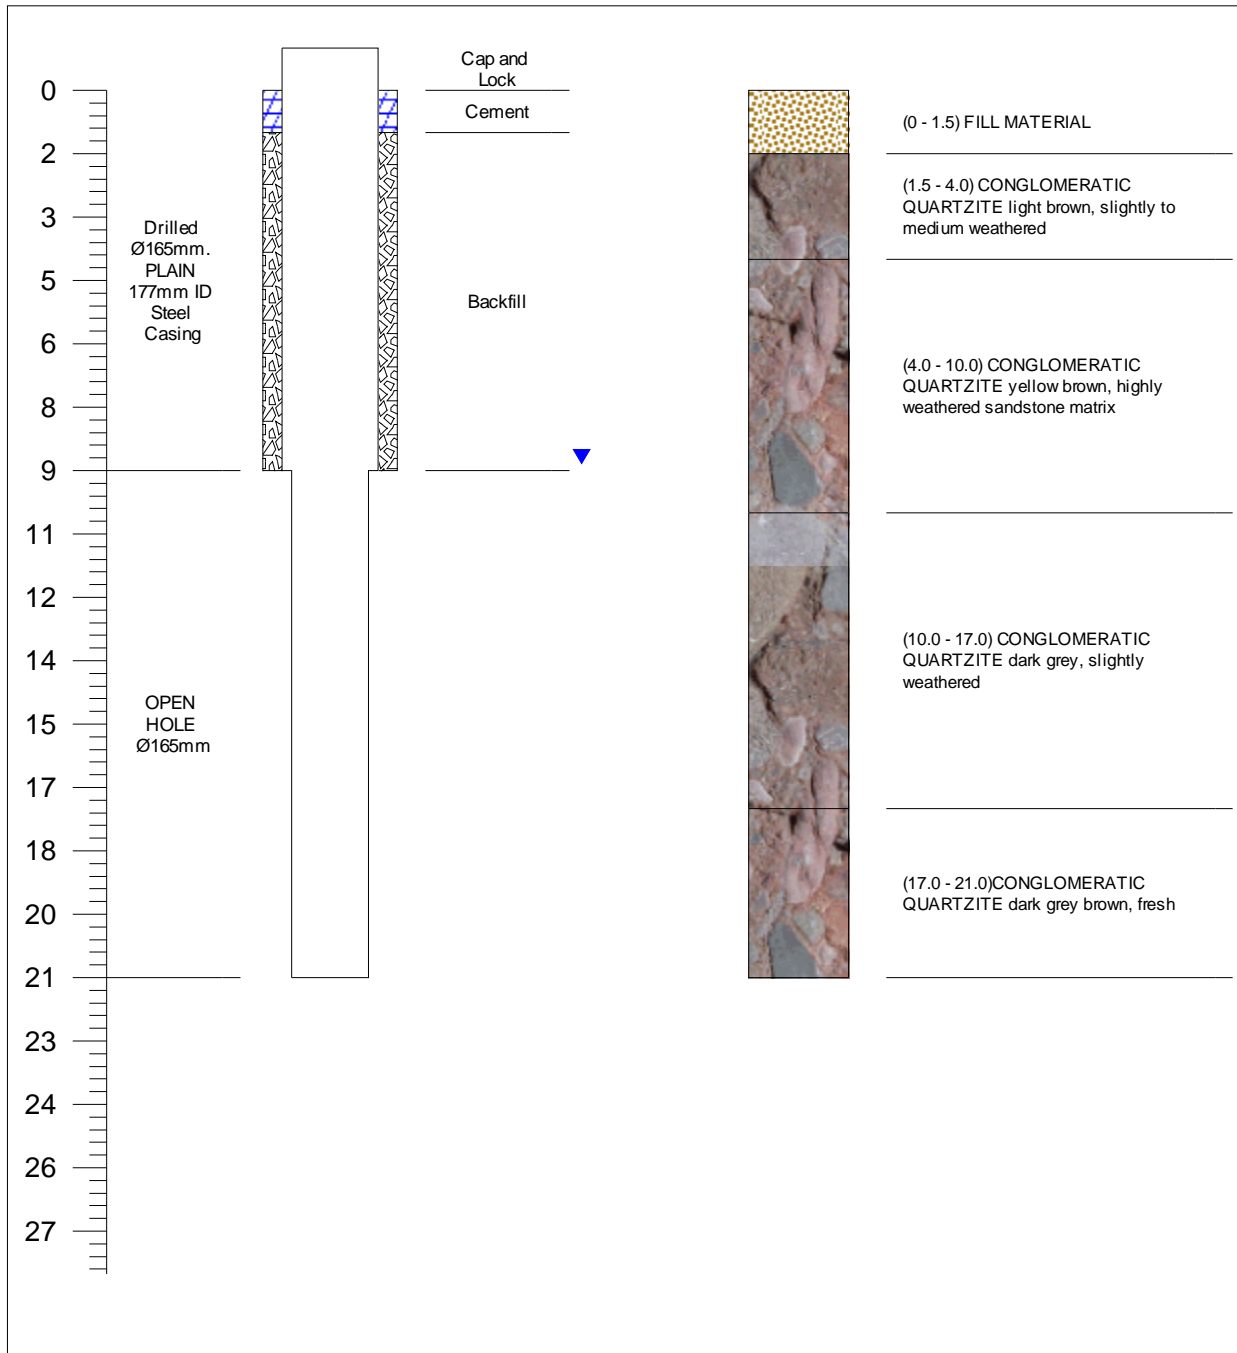 Cap and
Lock
Cement
Backfill
0
2
3
5
6
8
9
11
12
14
15
17
18
20
21
23
24
26
27
Drilled
Ø165mm.
PLAIN
177mm ID
Steel
Casing
OPEN
HOLE
Ø165mm
(0 - 1.5) FILL MATERIAL
(1.5 - 4.0) CONGLOMERATIC
QUARTZITE light brown, slightly to
medium weathered
(4.0 - 10.0) CONGLOMERATIC
QUARTZITE yellow brown, highly
weathered sandstone matrix
(10.0 - 17.0) CONGLOMERATIC
QUARTZITE dark grey, slightly
weathered
(17.0 - 21.0)CONGLOMERATIC
QUARTZITE dark grey brown, fresh